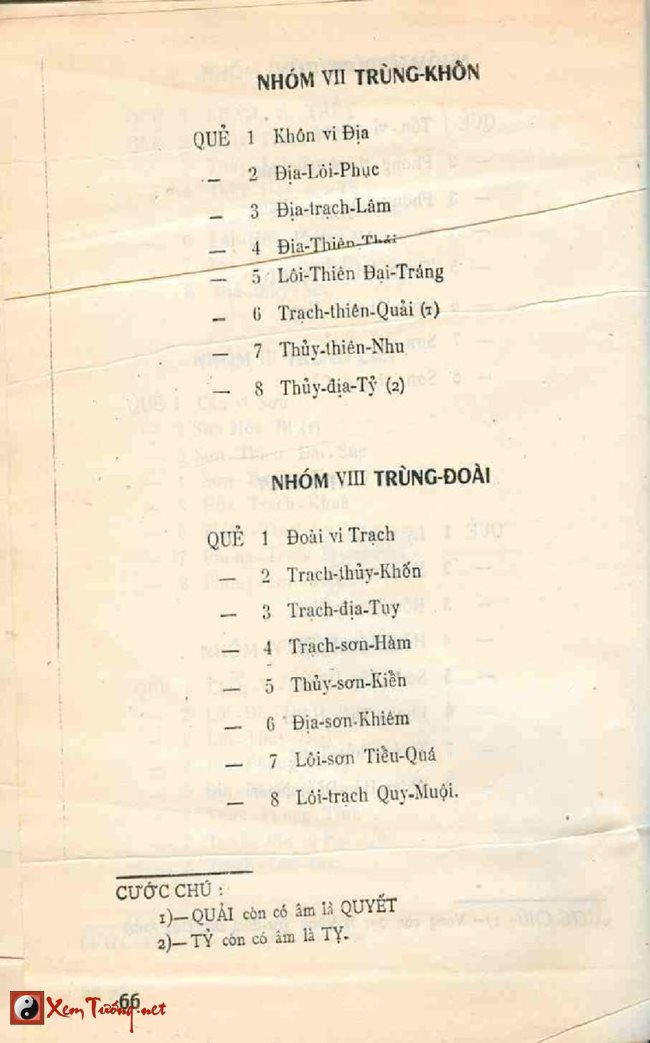 NHÓM VII TRÙNG-KHÔN
QUẺ 1 Khôn vi Địa
— 2 Địa-Lôi-Phục
— 3 Địa-trạch-Lâm
— 4 Địa-Thiên-Thái
— 5 Lôi-Thiên Đại-Tráng
— 6 Trạch-thiên-Quải (1)
— 7 Thủy-thiên-Nhu
— 8 Thủy-địa-Tỷ (2)
NHÓM VIII TRÙNG-ĐOÀI
QUẺ 1 Đoài vi Trạch
— 2 Trạch-thủy-Khốn
— 3 Trạch-địa-Tụy
— 4 Trạch-sơn-Hàm
— 5 Thủy-sơn-Kiển
— 6 Địa-sơn-Khiêm
— 7 Lôi-sơn Tiểu-Quá
— 8 Lôi-trạch Quy-Muội.
CƯỚC CHÚ :
1)—QUẢI còn có âm là QUYẾT
2)—TỶ còn có âm là TỴ.
66
XemTướng.net